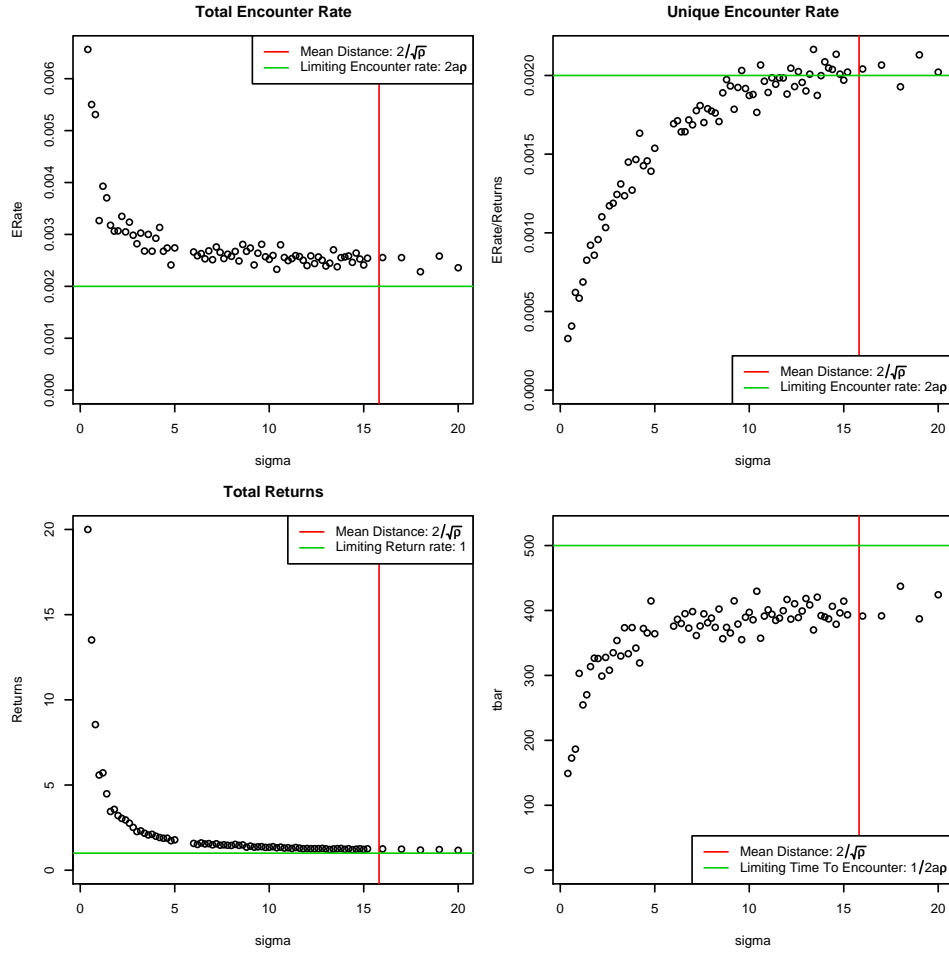 Total Encounter Rate
Mean Distance: 2/√ρ
Limiting Encounter rate: 2aρ
ERate
0.000
0.001
0.002
0.003
0.004
0.005
0.006
0 5 10 15 20
sigma
Unique Encounter Rate
ERate/Returns
0.0000
0.0005
0.0010
0.0015
0.0020
Mean Distance: 2/√ρ
Limiting Encounter rate: 2aρ
0 5 10 15 20
sigma
Total Returns
Mean Distance: 2/√ρ
Limiting Return rate: 1
Returns
0
5
10
15
20
0 5 10 15 20
sigma
tbar
0
100
200
300
400
500
Mean Distance: 2/√ρ
Limiting Time To Encounter: 1/2aρ
0 5 10 15 20
sigma